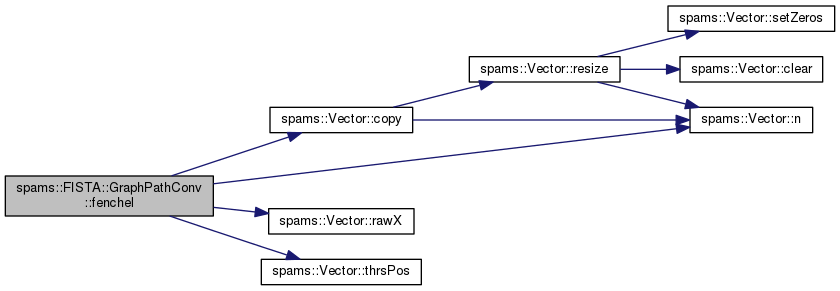 spams::FISTA::GraphPathConv
::fenchel
spams::Vector::copy
spams::Vector::rawX
spams::Vector::thrsPos
spams::Vector::resize
spams::Vector::setZeros
spams::Vector::clear
spams::Vector::n